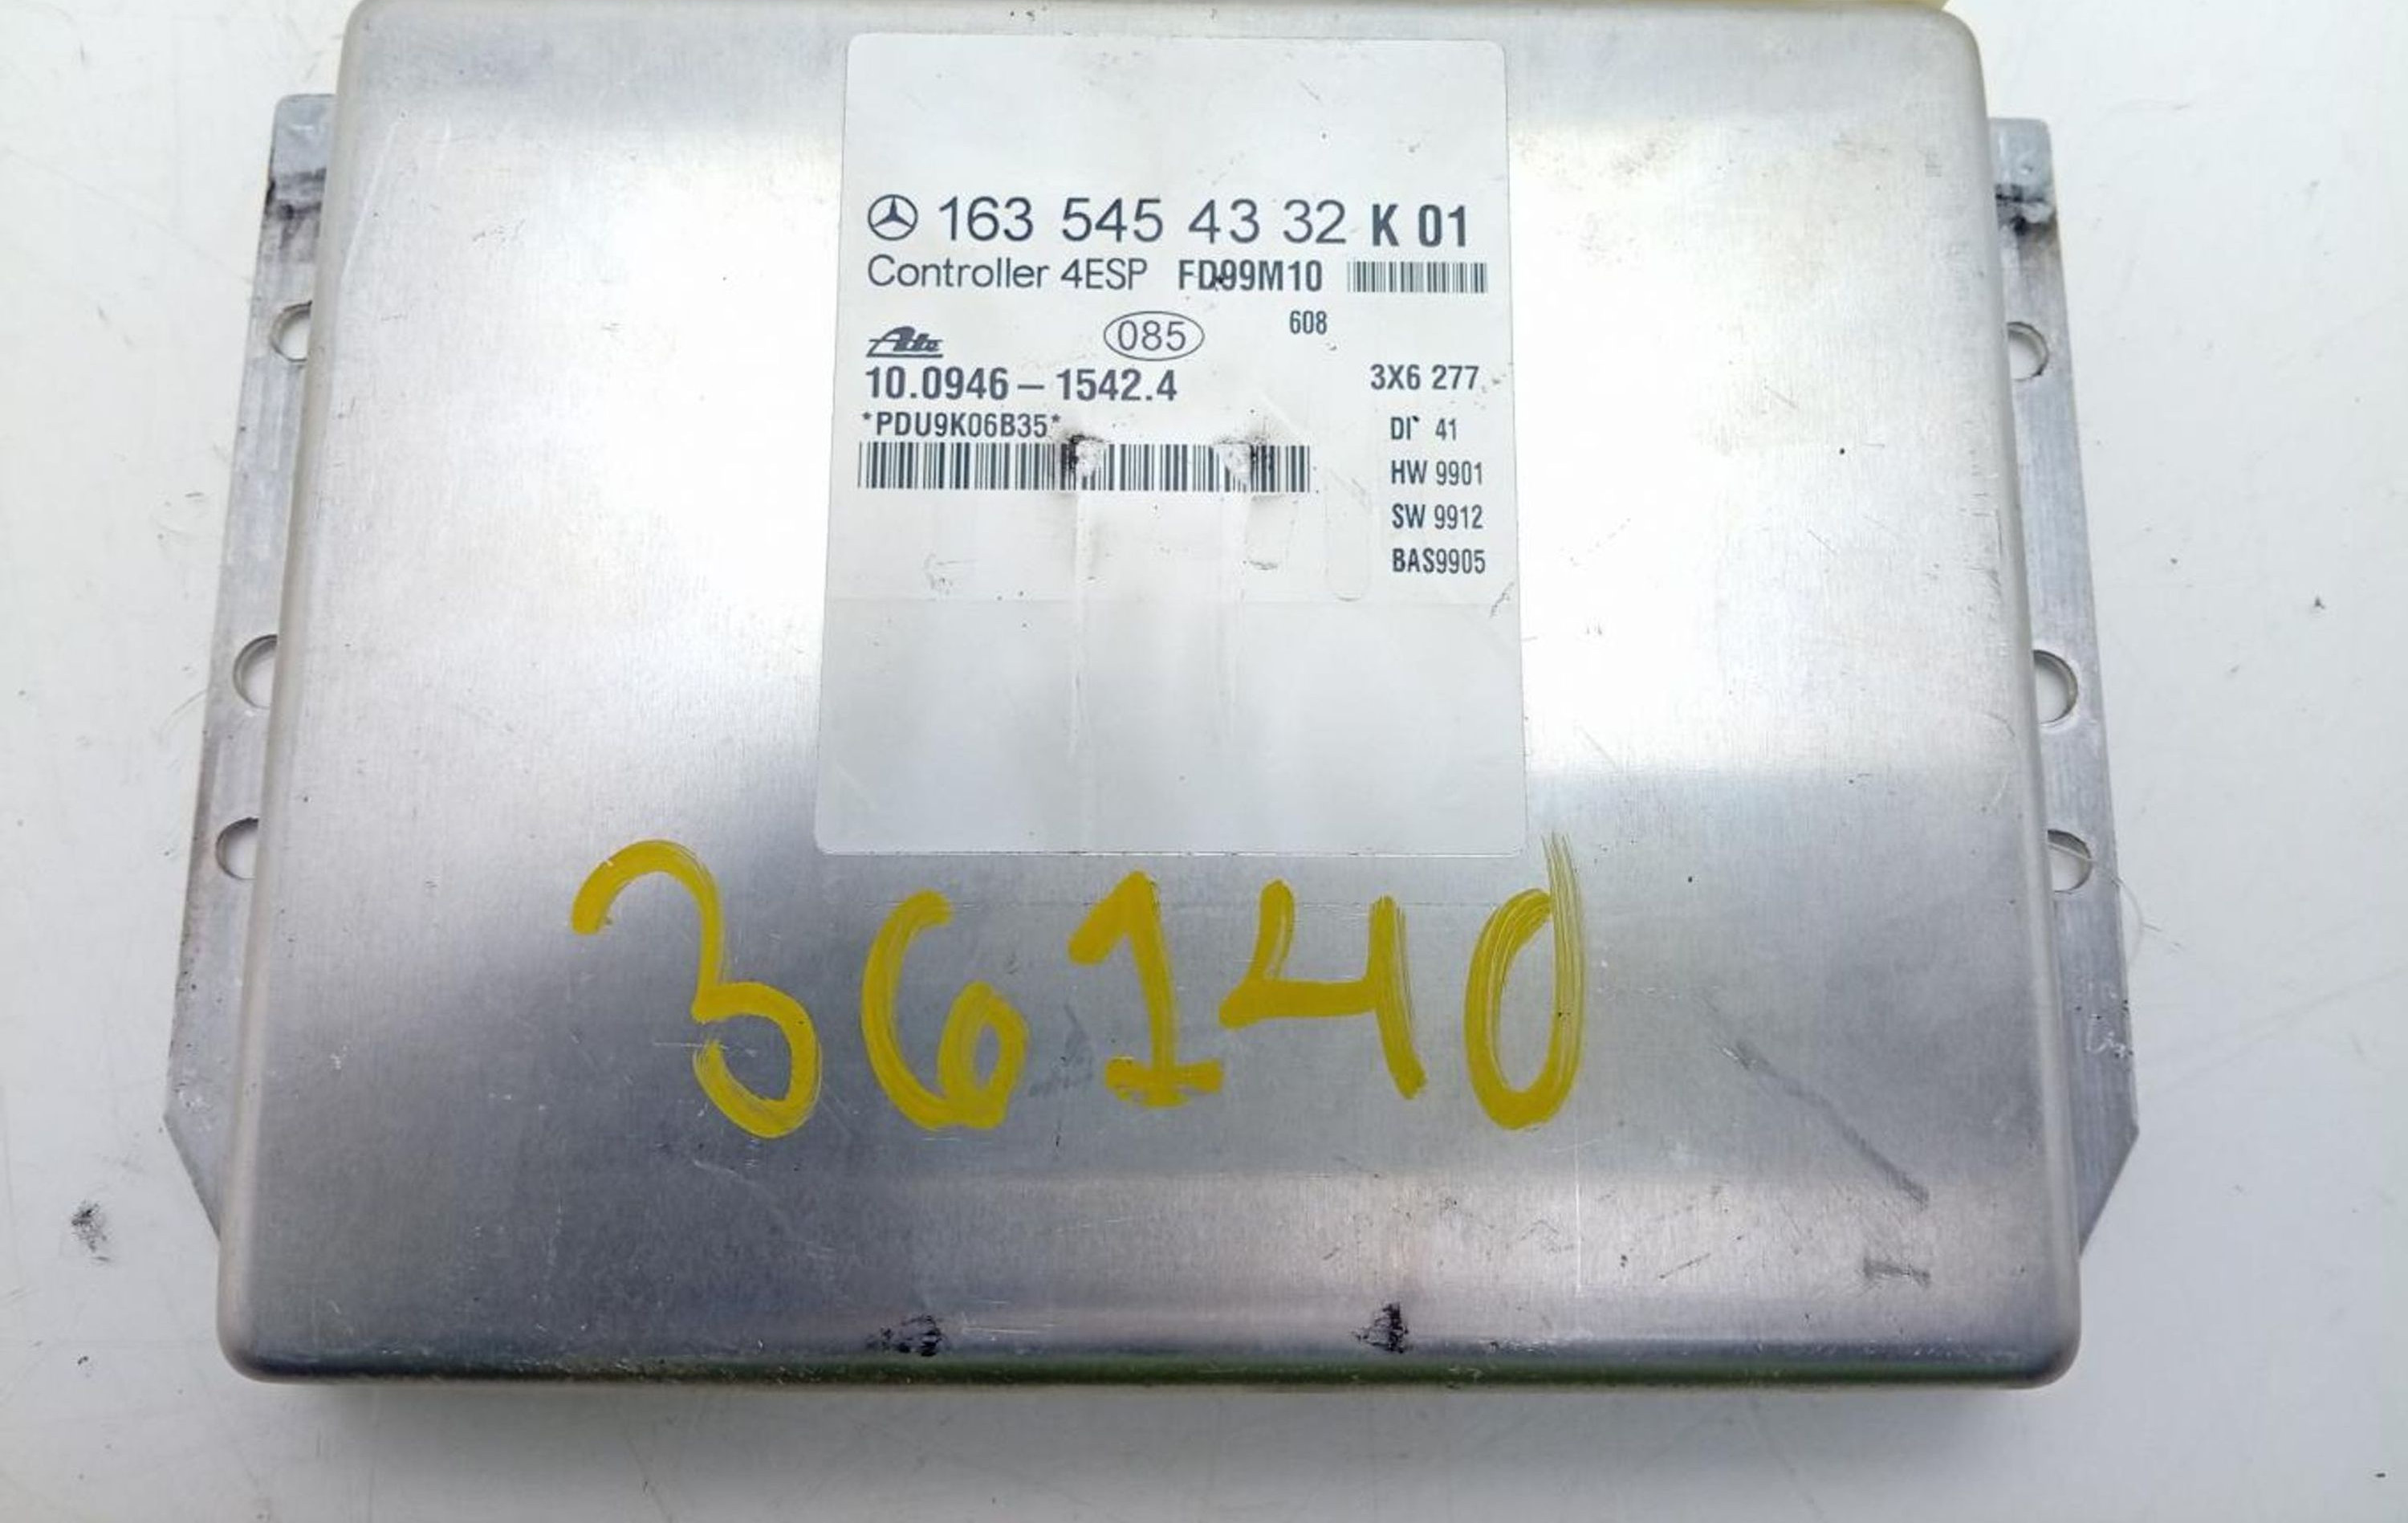 163 545 43 32 K 01
Controller 4ESP FD99M10
608
085
Ate
10.0946-1542.4
3X6 277
*PDU9K06B35*
41
HW 9901
SW 9912
BAS9905
36140